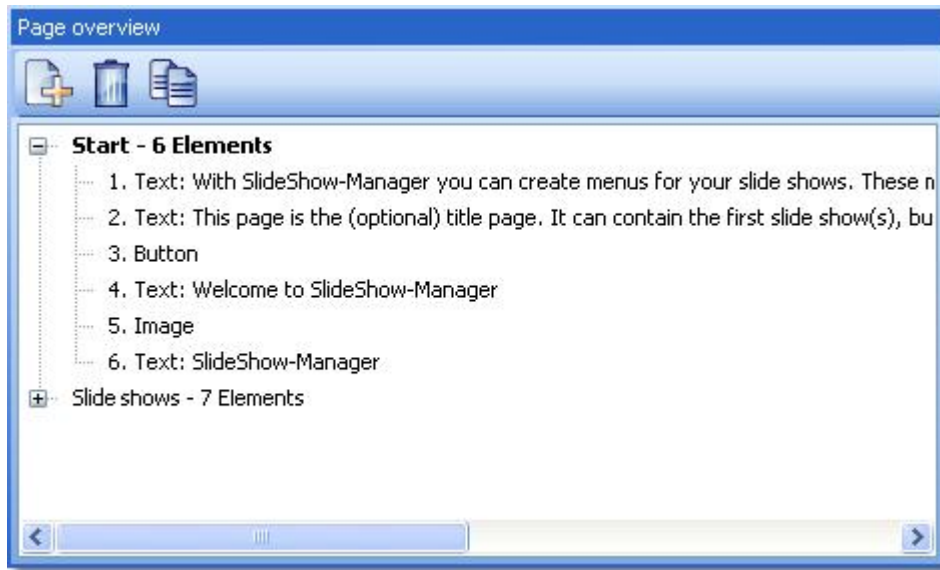 Page overview
Start - 6 Elements
1. Text: With SlideShow-Manager you can create menus for your slide shows. These
2. Text: This page is the (optional) title page. It can contain the first slide show(s),
3. Button
4. Text: Welcome to SlideShow-Manager
5. Image
6. Text: SlideShow-Manager
Slide shows - 7 Elements